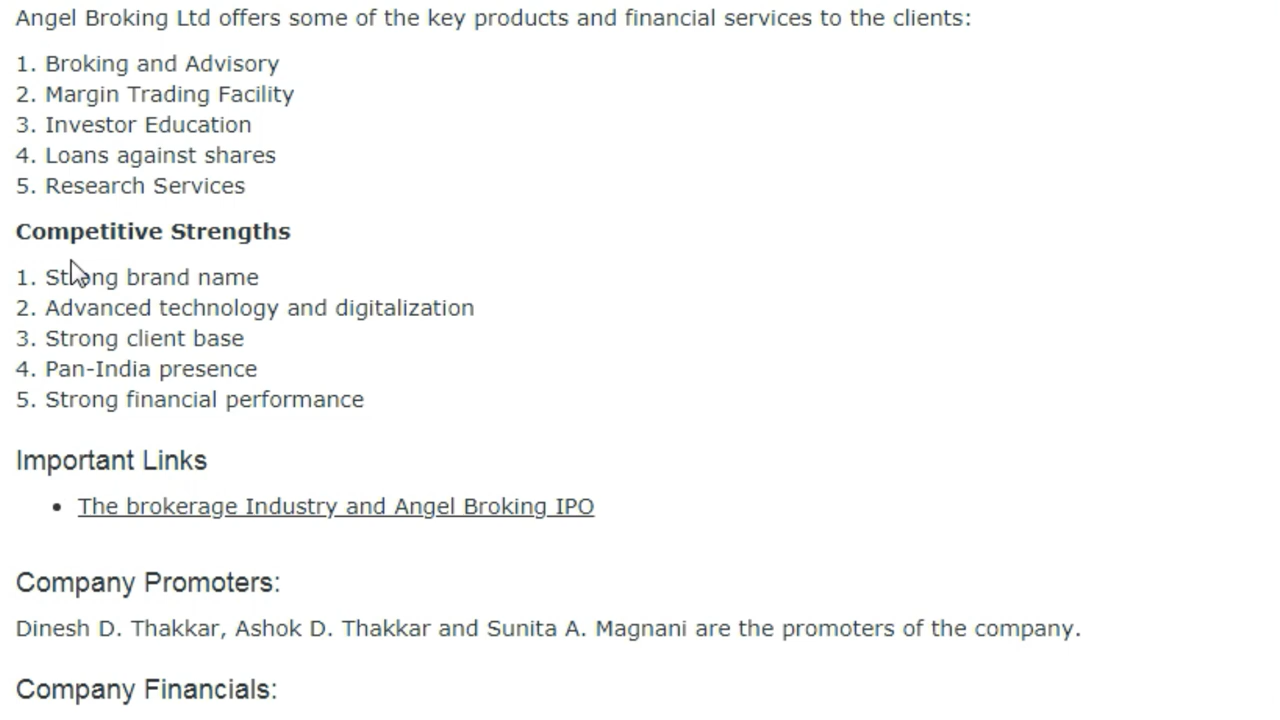 Angel Broking Ltd offers some of the key products and financial services to the clients:
1. Broking and Advisory
2. Margin Trading Facility
3. Investor Education
4. Loans against shares
5. Research Services
Competitive Strengths
1. Strong brand name
2. Advanced technology and digitalization
3. Strong client base
4. Pan-India presence
5. Strong financial performance
Important Links
• The brokerage Industry and Angel Broking IPO
Company Promoters:
Dinesh D. Thakkar, Ashok D. Thakkar and Sunita A. Magnani are the promoters of the company.
Company Financials: